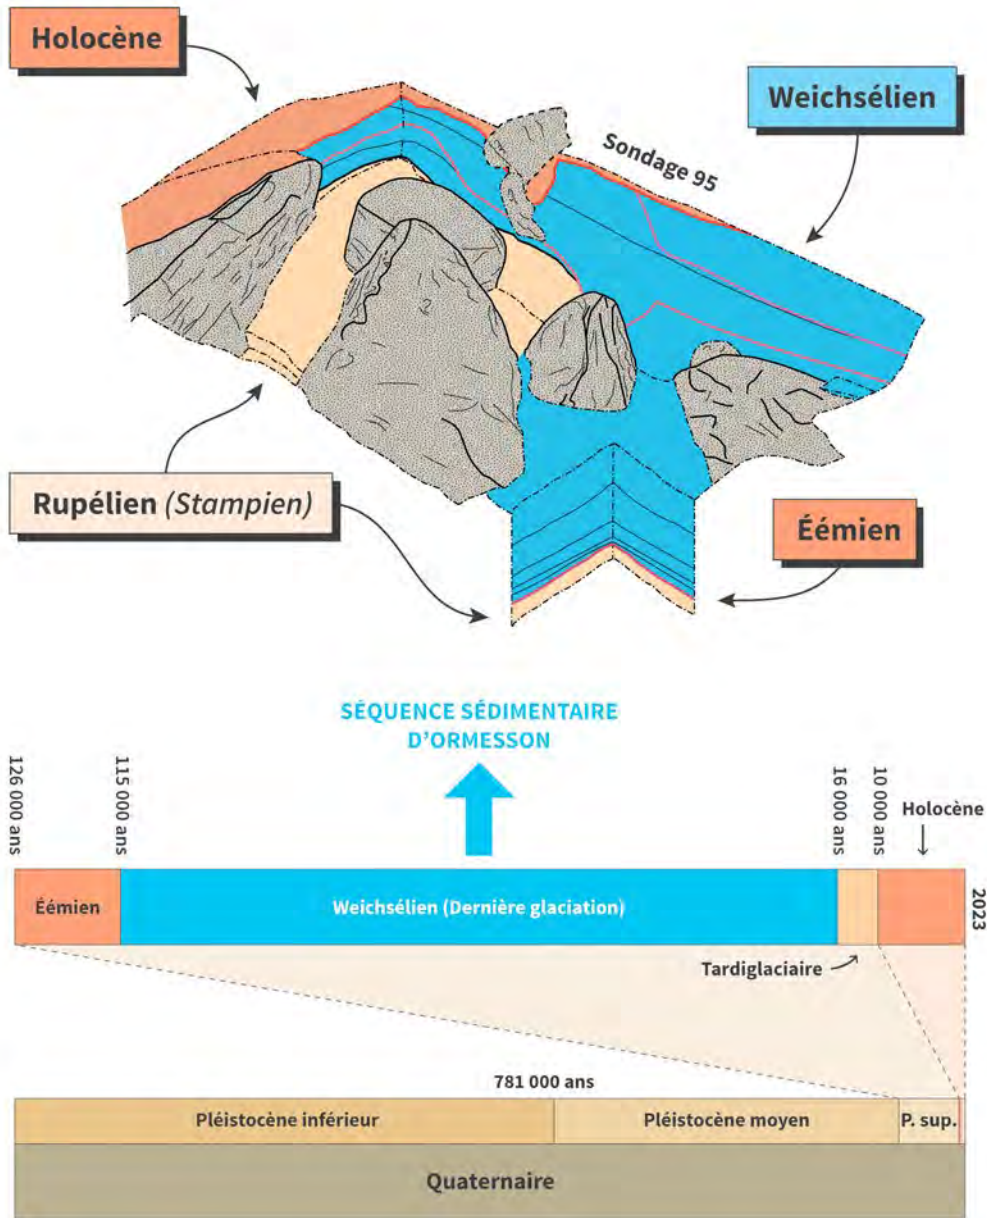 Holocène
Weichsélien
Sondage 95
Rupélien (Stampien)
Éémien
SÉQUENCE SÉDIMENTAIRE
D'ORMESSON
126 000 ans
115 000 ans
16 000 ans
10 000 ans
Holocène
Éémien
Weichsélien (Dernière glaciation)
2023
Tardiglaciaire
781 000 ans
Pléistocène inférieur
Pléistocène moyen
P. sup.
Quaternaire